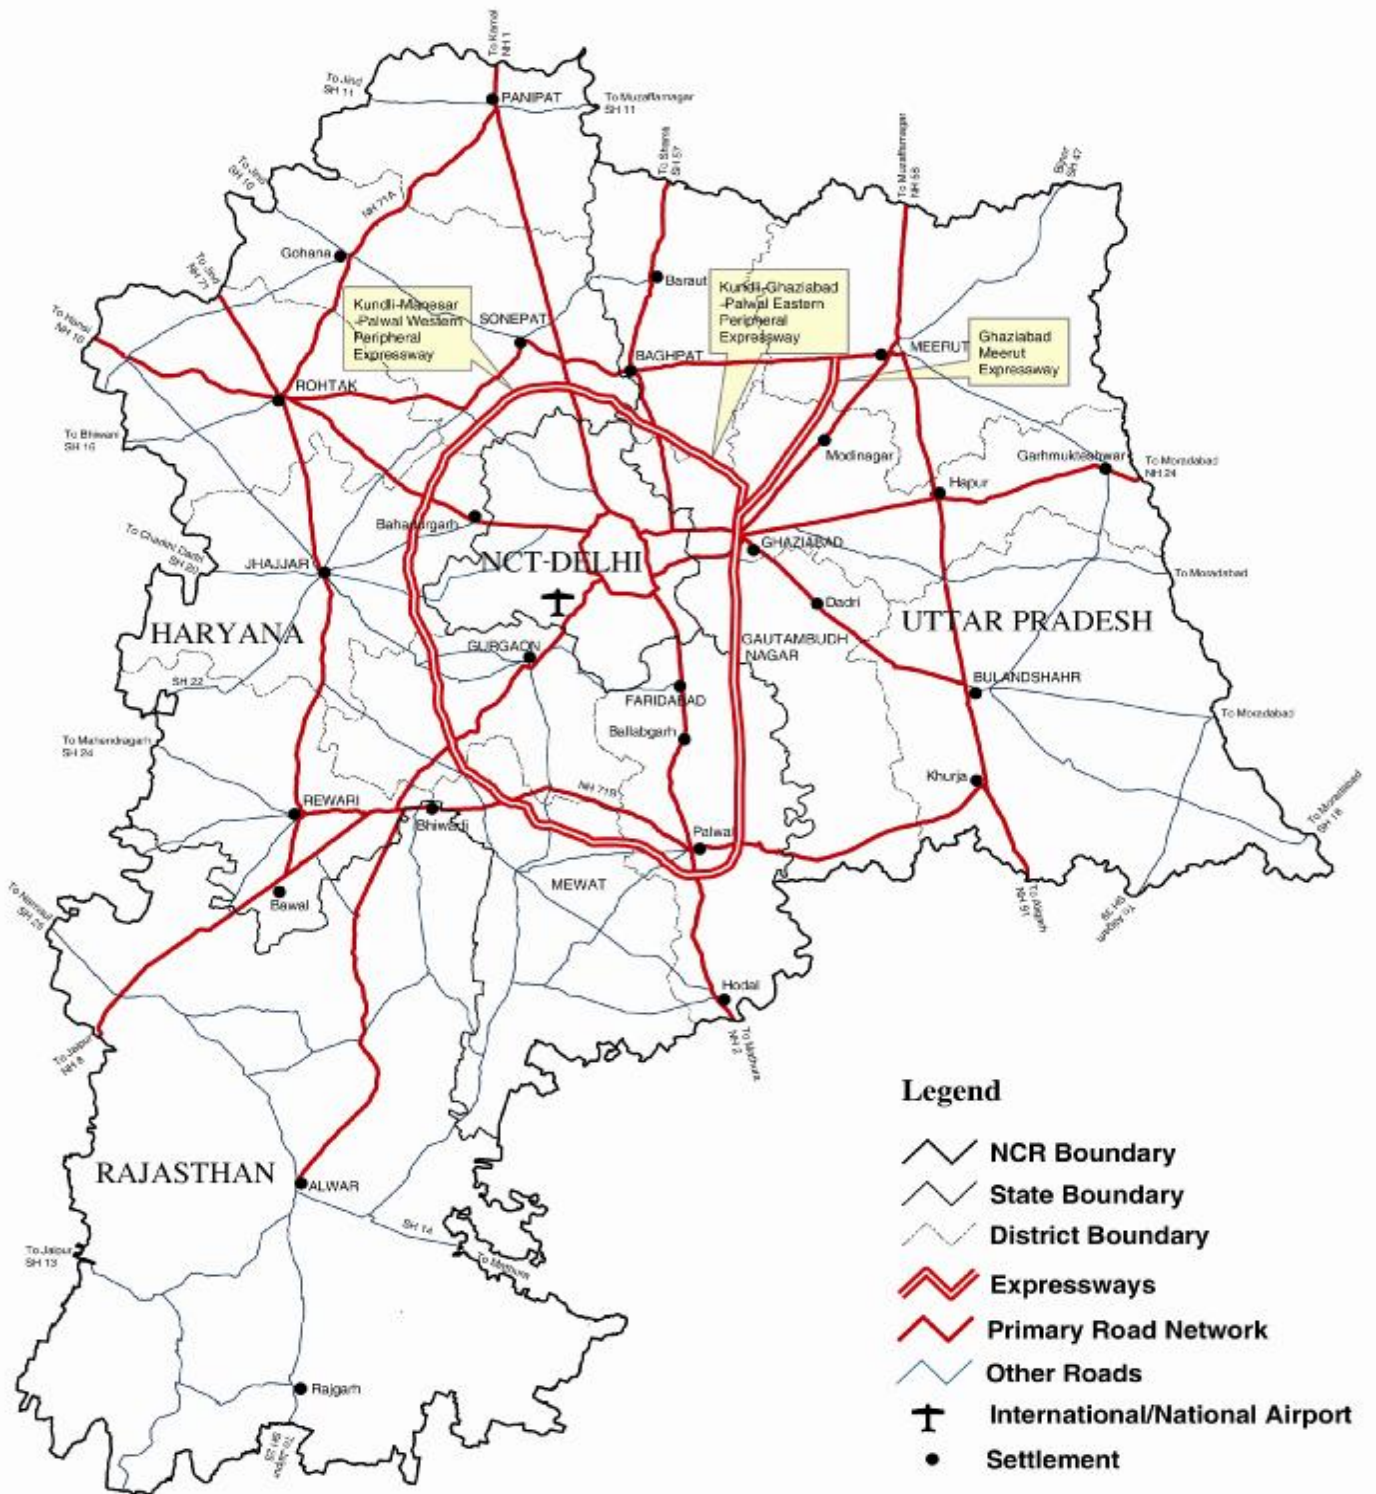 To Karnal
NH 1
To Jind
SH 11
PANIPAT
To Muzaffarnagar
SH 11
To Shamli
SH 57
To Muzaffarnagar
NH 58
Bijnor
SH 47
To Jind
NH 71A
Gohana
To Jind
NH 71
Baraut
Kundli-Manesar
-Palwal Western
Peripheral
Expressway
Kundli-Ghaziabad
-Palwal Eastern
Peripheral
Expressway
Ghaziabad
Meerut
Expressway
To Hansi
NH 10
SONEPAT
BAGHPAT
MEERUT
ROHTAK
To Bhiwani
SH 16
Modinagar
Garhmukteshwar
To Moradabad
NH 24
Hapur
Bahadurgarh
To Charkhi Dadri
SH 20
JHAJJAR
NCT-DELHI
GHAZIABAD
To Moradabad
Dadri
HARYANA
UTTAR PRADESH
GURGAON
GAUTAMBUDH
NAGAR
SH 22
FARIDABAD
BULANDSHAHR
To Moradabad
Ballabgarh
To Mahendragarh
SH 24
Khurja
NH 71B
REWARI
Bhiwadi
Palwal
To Moradabad
SH 18
MEWAT
Bawal
To Narnaul
SH 26
To Aligarh
NH 91
To Aligarh
Hodal
To Mathura
NH 2
To Jaipur
NH 8
RAJASTHAN
ALWAR
SH 14
To Mathura
To Jaipur
SH 13
Rajgarh
To Jaipur
Legend
NCR Boundary
State Boundary
District Boundary
Expressways
Primary Road Network
Other Roads
International/National Airport
Settlement